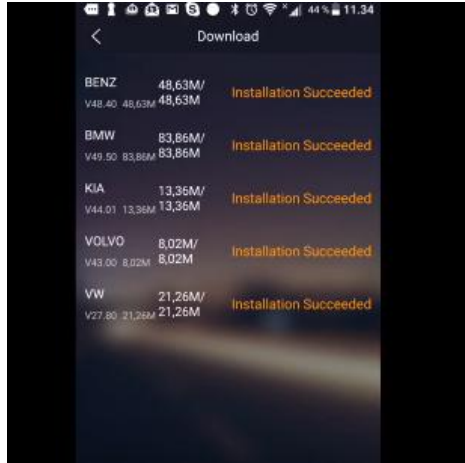 44% 11.34
Download
BENZ 48,63M/
V48.40 48,63M 48,63M Installation Succeeded
BMW 83,86M/
V49.50 83,86M 83,86M Installation Succeeded
KIA 13,36M/
V44.01 13,36M 13,36M Installation Succeeded
VOLVO 8,02M/
V43.00 8,02M 8,02M Installation Succeeded
VW 21,26M/
V27.80 21,26M 21,26M Installation Succeeded